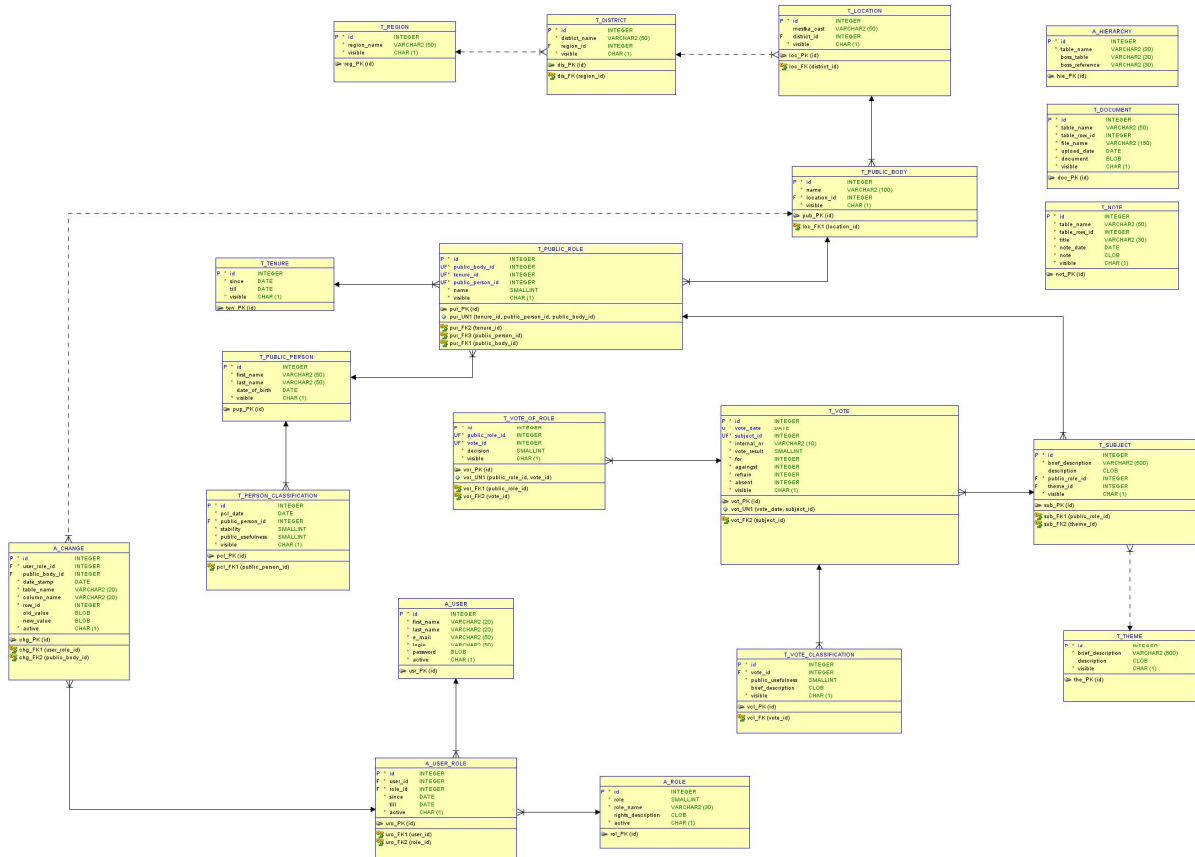 T_REGION
P * id INTEGER
* region_name VARCHAR2 (50)
* visible CHAR (1)
reg_PK (id)
T_DISTRICT
P * id INTEGER
* district_name VARCHAR2 (50)
F region_id INTEGER
* visible CHAR (1)
dis_PK (id)
dis_FK (region_id)
T_LOCATION
P * id INTEGER
mestka_cast VARCHAR2 (50)
F district_id INTEGER
* visible CHAR (1)
loc_PK (id)
loc_FK (district_id)
A_HIERARCHY
P * id INTEGER
* table_name VARCHAR2 (30)
boss_table VARCHAR2 (30)
boss_reference VARCHAR2 (30)
hie_PK (id)
T_DOCUMENT
P * id INTEGER
* table_name VARCHAR2 (50)
* table_row_id INTEGER
* file_name VARCHAR2 (150)
* upload_date DATE
* document BLOB
* visible CHAR (1)
doc_PK (id)
T_PUBLIC_BODY
P * id INTEGER
* name VARCHAR2 (100)
F * location_id INTEGER
* visible CHAR (1)
pub_PK (id)
loc_FK1 (location_id)
T_NOTE
P * id INTEGER
* table_name VARCHAR2 (50)
* table_row_id INTEGER
* title VARCHAR2 (30)
* note_date DATE
* note CLOB
* visible CHAR (1)
not_PK (id)
T_PUBLIC_ROLE
P * id INTEGER
UF* public_body_id INTEGER
UF* tenure_id INTEGER
UF* public_person_id INTEGER
* name SMALLINT
* visible CHAR (1)
pur_PK (id)
pur_UN1 (tenure_id, public_person_id, public_body_id)
pur_FK2 (tenure_id)
pur_FK3 (public_person_id)
pur_FK1 (public_body_id)
T_TENURE
P * id INTEGER
* since DATE
till DATE
* visible CHAR (1)
ten_PK (id)
T_PUBLIC_PERSON
P * id INTEGER
* first_name VARCHAR2 (50)
* last_name VARCHAR2 (50)
date_of_birth DATE
* visible CHAR (1)
pup_PK (id)
T_VOTE_OF_ROLE
P * id INTEGER
UF* public_role_id INTEGER
UF* vote_id INTEGER
* decision SMALLINT
* visible CHAR (1)
vor_PK (id)
vor_UN1 (public_role_id, vote_id)
vor_FK1 (public_role_id)
vor_FK2 (vote_id)
T_VOTE
P * id INTEGER
U * vote_date DATE
UF* subject_id INTEGER
* internal_nr VARCHAR2 (10)
* vote_result SMALLINT
* for INTEGER
* againgst INTEGER
* refrain INTEGER
* absent INTEGER
* visible CHAR (1)
vot_PK (id)
vot_UN1 (vote_date, subject_id)
vot_FK2 (subject_id)
T_SUBJECT
P * id INTEGER
* brief_description VARCHAR2 (500)
description CLOB
F * public_role_id INTEGER
F theme_id INTEGER
* visible CHAR (1)
sub_PK (id)
sub_FK1 (public_role_id)
sub_FK2 (theme_id)
T_PERSON_CLASSIFICATION
P * id INTEGER
* pcl_date DATE
F * public_person_id INTEGER
* stability SMALLINT
* public_usefulness SMALLINT
* visible CHAR (1)
pcl_PK (id)
pcl_FK1 (public_person_id)
A_CHANGE
P * id INTEGER
F * user_role_id INTEGER
F public_body_id INTEGER
* date_stamp DATE
* table_name VARCHAR2 (20)
* column_name VARCHAR2 (20)
* row_id INTEGER
old_value BLOB
new_value BLOB
* active CHAR (1)
chg_PK (id)
chg_FK1 (user_role_id)
chg_FK2 (public_body_id)
A_USER
P * id INTEGER
* first_name VARCHAR2 (20)
* last_name VARCHAR2 (20)
* e_mail VARCHAR2 (50)
* login VARCHAR2 (50)
* password BLOB
* active CHAR (1)
usr_PK (id)
T_THEME
P * id INTEGER
* brief_description VARCHAR2 (500)
description CLOB
* visible CHAR (1)
the_PK (id)
T_VOTE_CLASSIFICATION
P * id INTEGER
F * vote_id INTEGER
* public_usefulness SMALLINT
brief_description CLOB
* visible CHAR (1)
vcl_PK (id)
vcl_FK (vote_id)
A_USER_ROLE
P * id INTEGER
F * user_id INTEGER
F * role_id INTEGER
* since DATE
till DATE
* active CHAR (1)
uro_PK (id)
uro_FK1 (user_id)
uro_FK2 (role_id)
A_ROLE
P * id INTEGER
* role SMALLINT
* role_name VARCHAR2 (30)
rights_description CLOB
* active CHAR (1)
rol_PK (id)